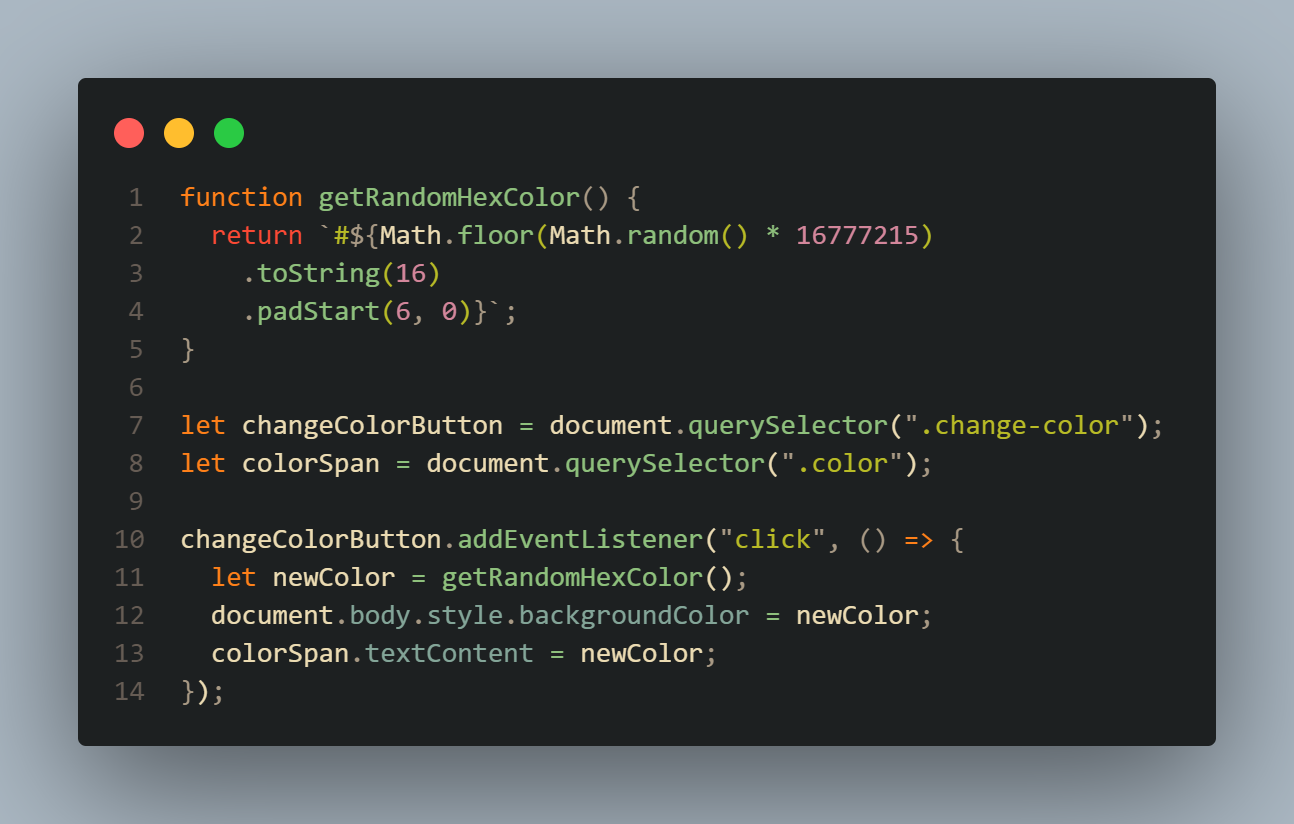 1 function getRandomHexColor() {
2 return `#${Math.floor(Math.random() * 16777215)
3 .toString(16)
4 .padStart(6, 0)}`;
5 }
6
7 let changeColorButton = document.querySelector(".change-color");
8 let colorSpan = document.querySelector(".color");
9
10 changeColorButton.addEventListener("click", () => {
11 let newColor = getRandomHexColor();
12 document.body.style.backgroundColor = newColor;
13 colorSpan.textContent = newColor;
14 });